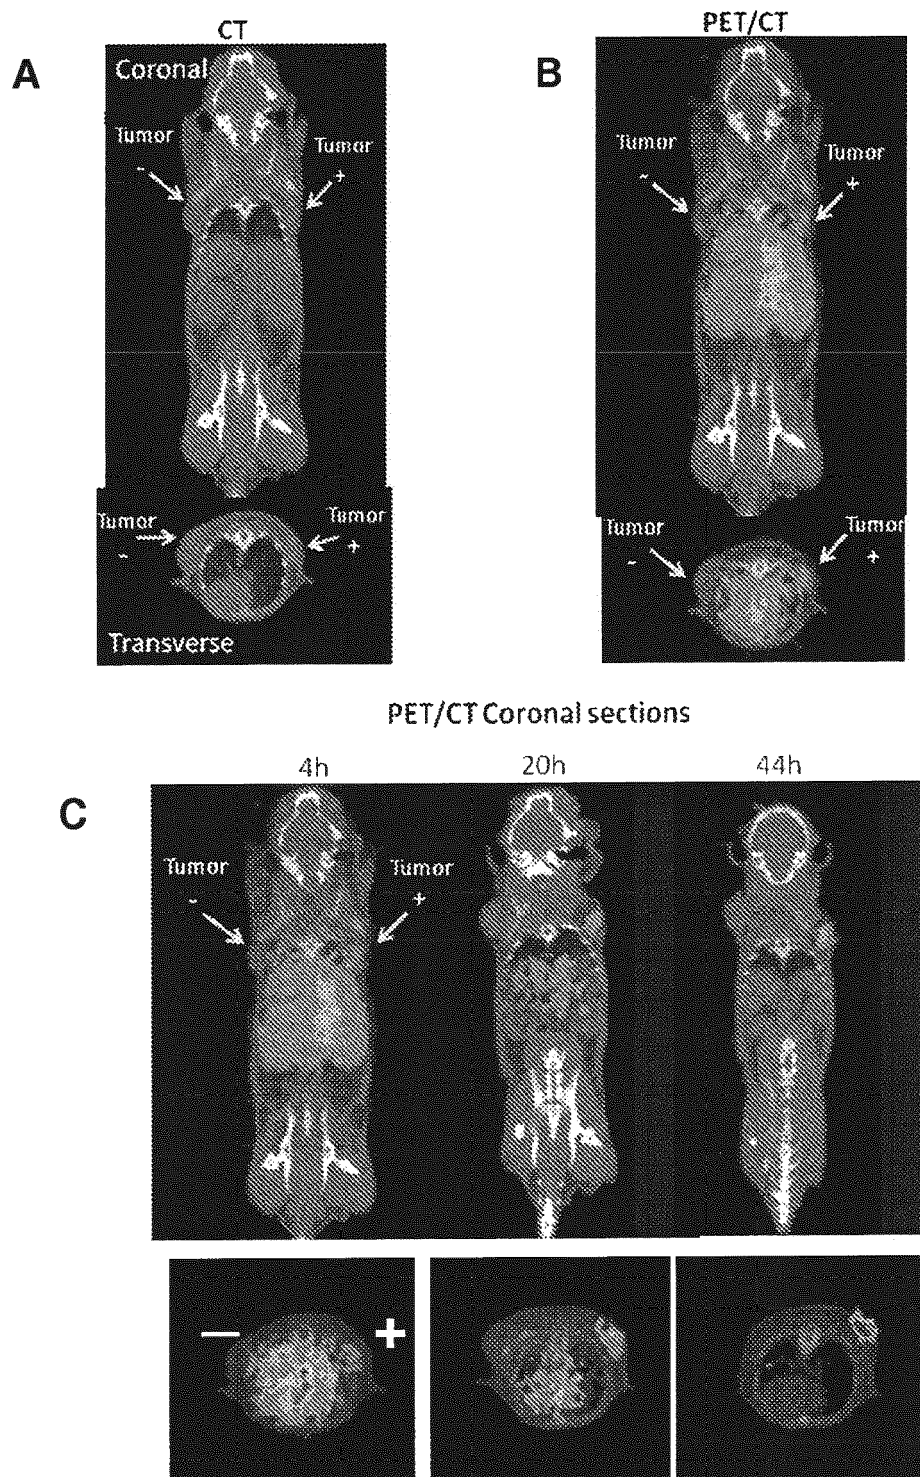 CT
A
Coronal
Tumor
-
Tumor
+
Tumor
-
Tumor
+
Transverse
PET/CT
B
Tumor
-
Tumor
+
Tumor
-
Tumor
+
PET/CT Coronal sections
4h
20h
44h
C
Tumor
-
Tumor
+
—
+